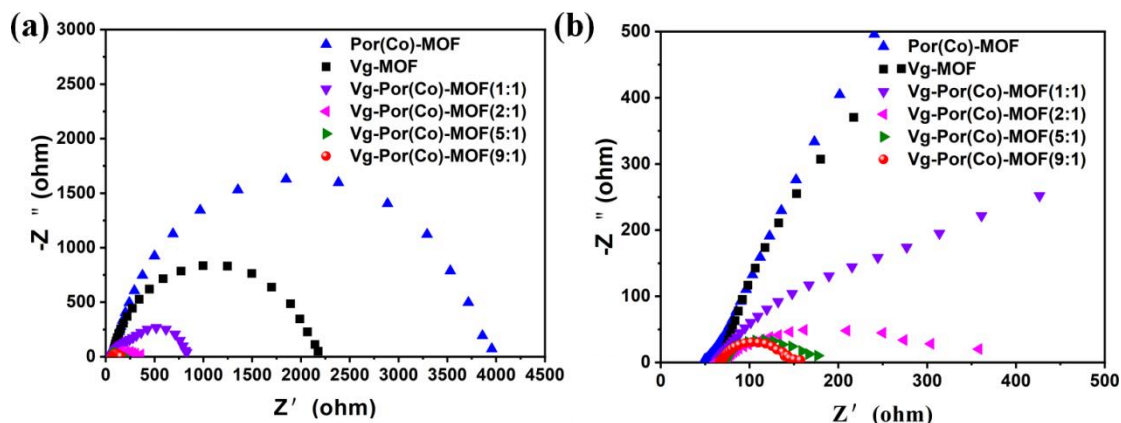 (a)
3000
2500
2000
1500
1000
500
0
-Z " (ohm)
Por(Co)-MOF
Vg-MOF
Vg-Por(Co)-MOF(1:1)
Vg-Por(Co)-MOF(2:1)
Vg-Por(Co)-MOF(5:1)
Vg-Por(Co)-MOF(9:1)
0 500 1000 1500 2000 2500 3000 3500 4000 4500
Z′ (ohm)
(b)
500
400
300
200
100
0
-Z " (ohm)
Por(Co)-MOF
Vg-MOF
Vg-Por(Co)-MOF(1:1)
Vg-Por(Co)-MOF(2:1)
Vg-Por(Co)-MOF(5:1)
Vg-Por(Co)-MOF(9:1)
0 100 200 300 400 500
Z′ (ohm)